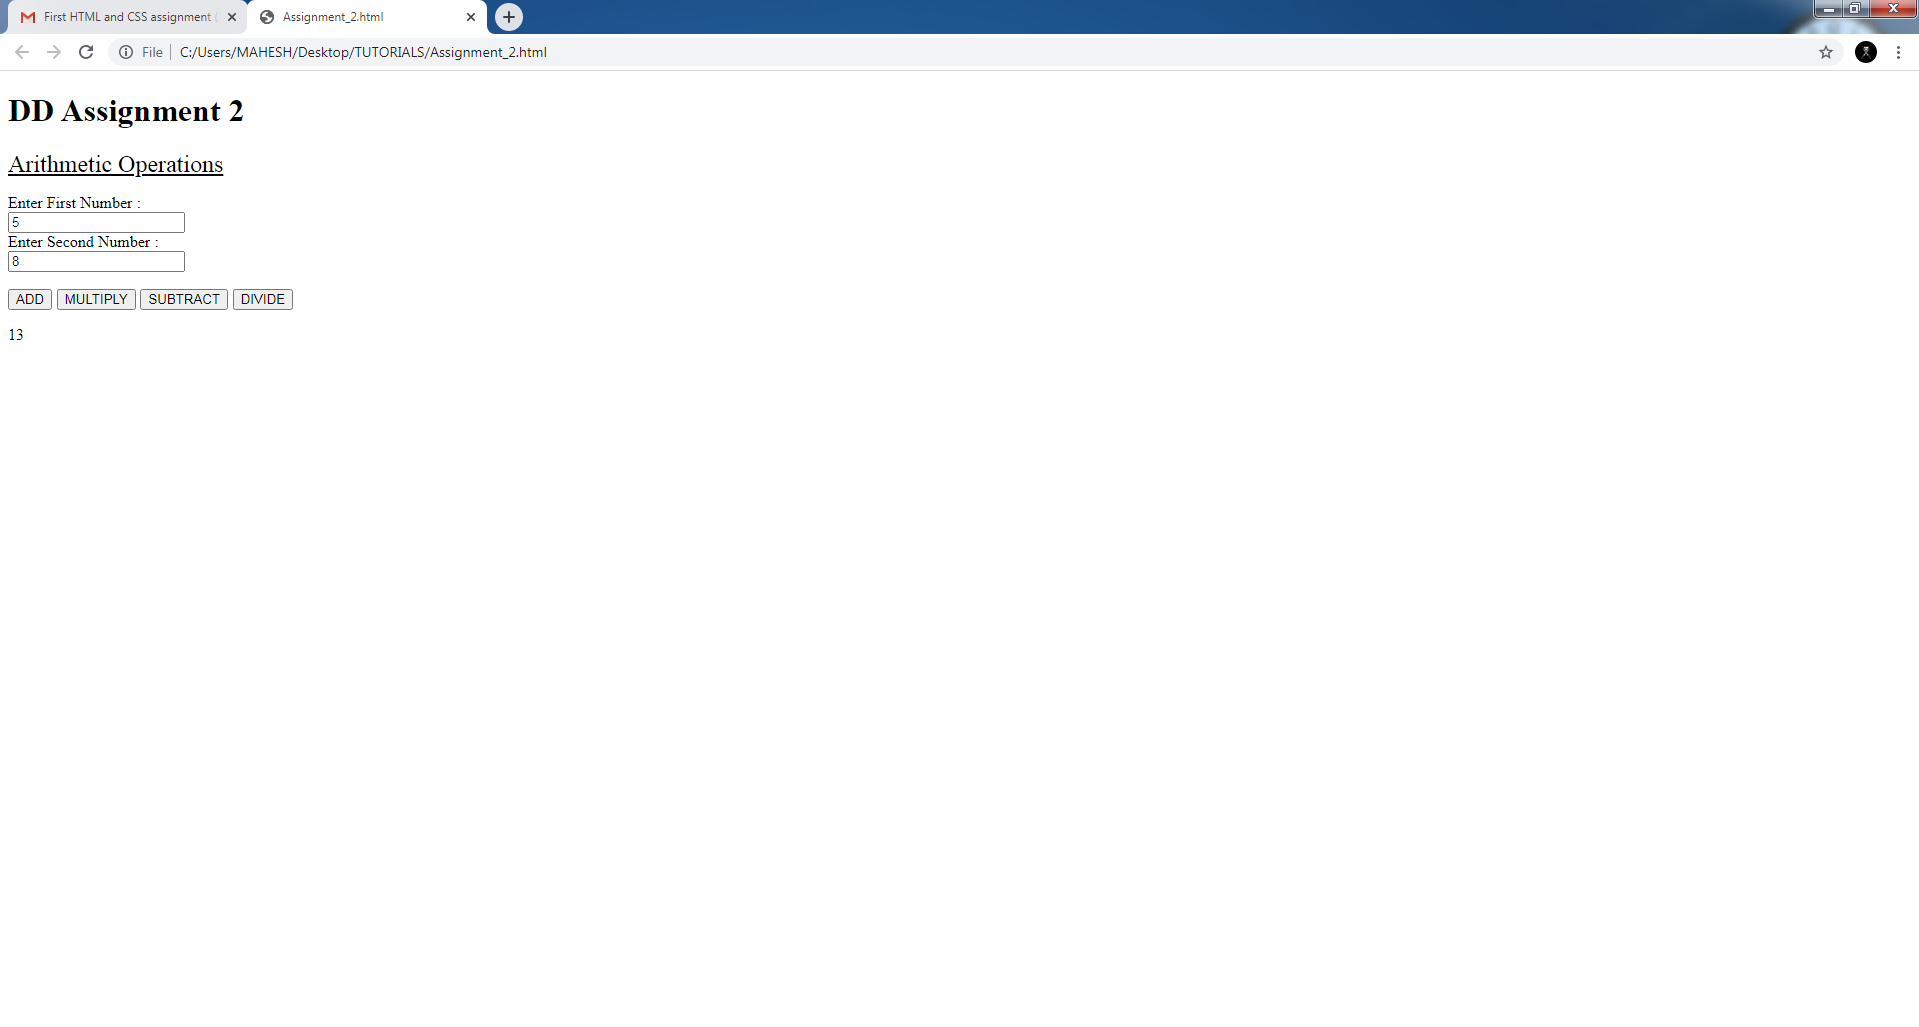 First HTML and CSS assignment
Assignment_2.html
File
C:/Users/MAHESH/Desktop/TUTORIALS/Assignment_2.html
DD Assignment 2
Arithmetic Operations
Enter First Number :
5
Enter Second Number :
8
ADD MULTIPLY SUBTRACT DIVIDE
13